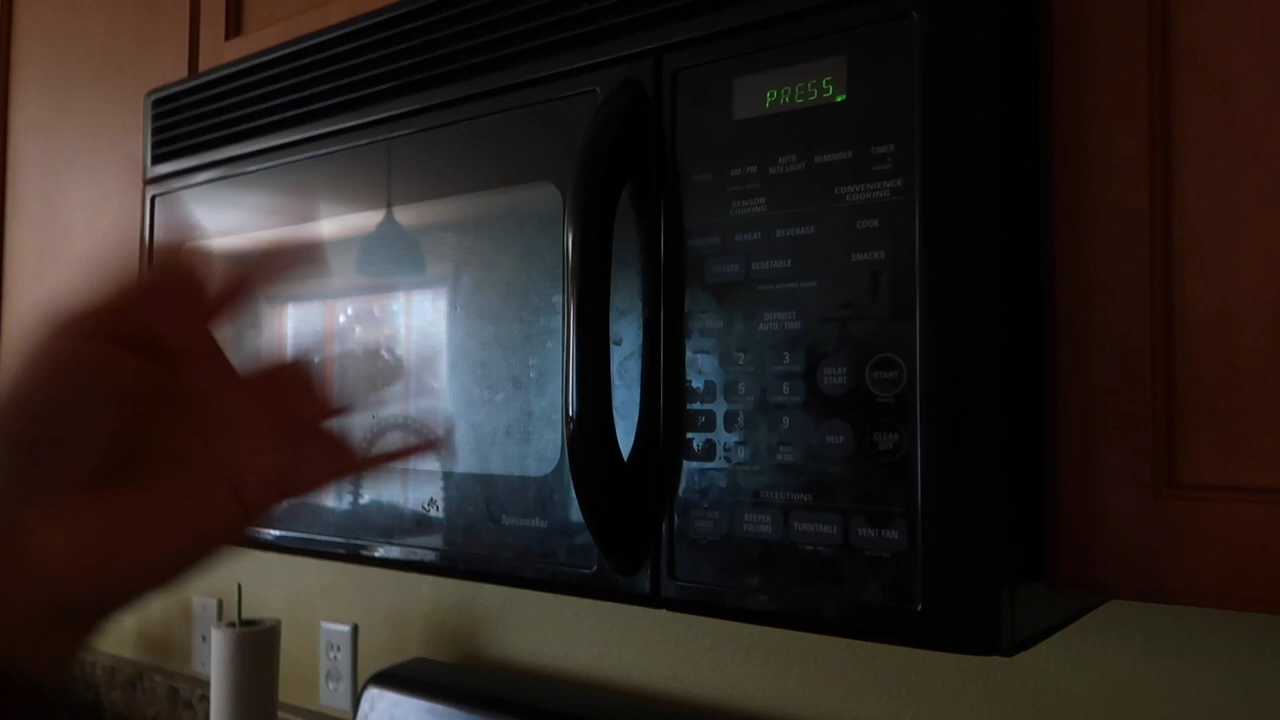 PRESS
AM / PM
AUTO
NITE LIGHT
REMINDER
TIMER
SENSOR
COOKING
CONVENIENCE
COOKING
REHEAT
BEVERAGE
COOK
POTATO
VEGETABLE
SNACKS
DEFROST
AUTO / TIME
2
3
DELAY
START
START
5
6
8
9
HELP
CLEAR
OFF
0
SELECTIONS
SURFACE
LIGHT
BEEPER
VOLUME
TURNTABLE
VENT FAN
Spacemaker